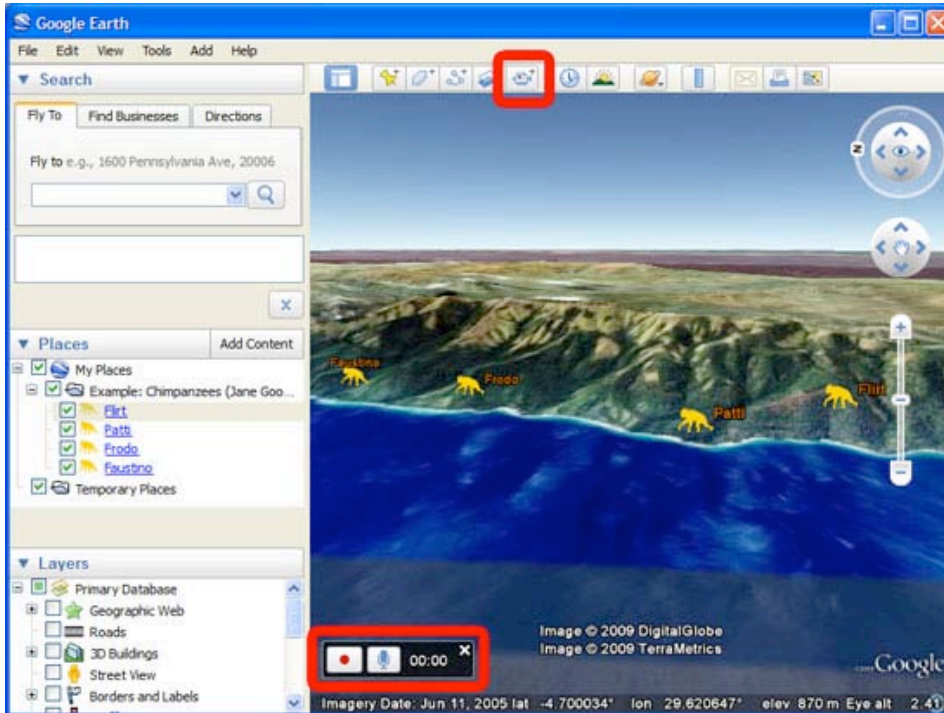 Google Earth
File Edit View Tools Add Help
Search
Fly To Find Businesses Directions
Fly to e.g., 1600 Pennsylvania Ave, 20006
Places Add Content
My Places
Example: Chimpanzees (Jane Goo...
Flirt
Patti
Frodo
Faustino
Temporary Places
Layers
Primary Database
Geographic Web
Roads
3D Buildings
Street View
Borders and Labels
N
Faustino
Frodo
Patti
Flirt
00:00
Image © 2009 DigitalGlobe
Image © 2009 TerraMetrics
Google
Imagery Date: Jun 11, 2005 lat -4.700034° lon 29.620647° elev 870 m Eye alt 2.41